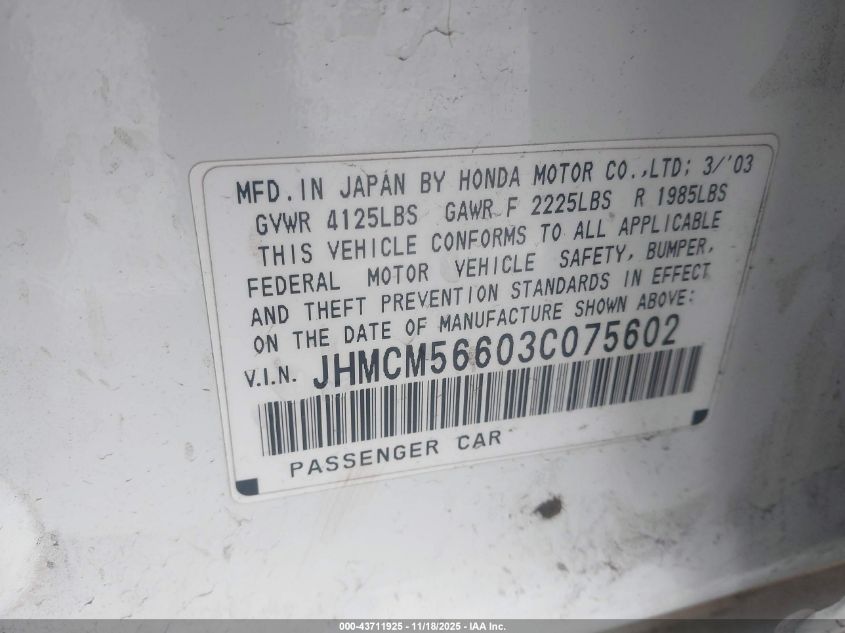 MFD. IN JAPAN BY HONDA MOTOR CO.,LTD; 3/'03
GVWR 4125LBS GAWR F 2225LBS R 1985LBS
THIS VEHICLE CONFORMS TO ALL APPLICABLE
FEDERAL MOTOR VEHICLE SAFETY, BUMPER,
AND THEFT PREVENTION STANDARDS IN EFFECT
ON THE DATE OF MANUFACTURE SHOWN ABOVE:
V.I.N. JHMCM56603C075602
PASSENGER CAR
000-43711925 - 11/18/2025 - IAA Inc.